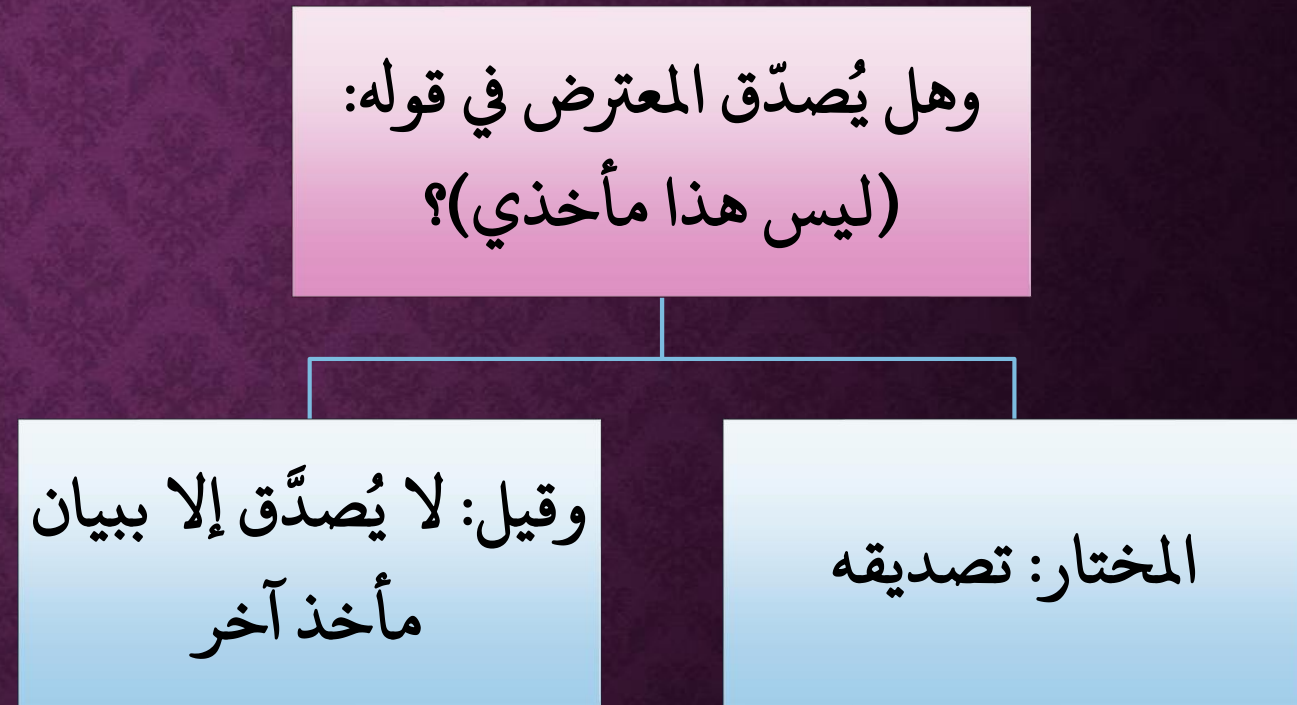 وهل يُصدّق المعترض في قوله:
(ليس هذا مأخذي)؟
المختار: تصديقه
وقيل: لا يُصدَّق إلا ببيان
مأخذ آخر